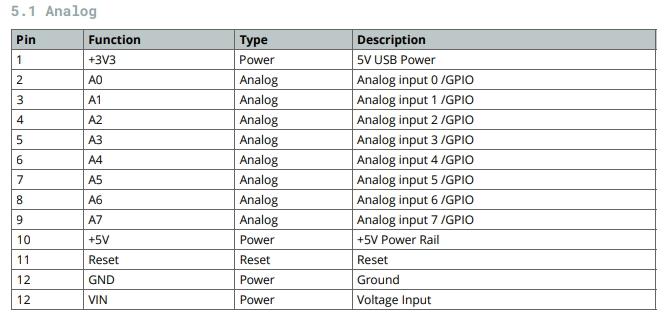 5.1 Analog
Pin Function Type Description
1 +3V3 Power 5V USB Power
2 A0 Analog Analog input 0 /GPIO
3 A1 Analog Analog input 1 /GPIO
4 A2 Analog Analog input 2 /GPIO
5 A3 Analog Analog input 3 /GPIO
6 A4 Analog Analog input 4 /GPIO
7 A5 Analog Analog input 5 /GPIO
8 A6 Analog Analog input 6 /GPIO
9 A7 Analog Analog input 7 /GPIO
10 +5V Power +5V Power Rail
11 Reset Reset Reset
12 GND Power Ground
12 VIN Power Voltage Input